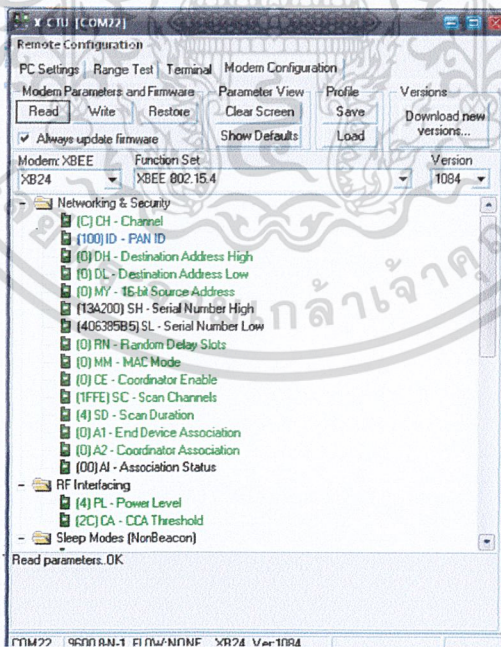 X-CTU [COM22]
Remote Configuration
PC Settings Range Test Terminal Modem Configuration
Modem Parameters and Firmware Parameter View Profile Versions
Read Write Restore Clear Screen Save Download new versions...
Always update firmware Show Defaults Load
Modem: XBEE Function Set Version
XB24 XBEE 802.15.4 1084
Networking & Security
(C) CH - Channel
(100) ID - PAN ID
(0) DH - Destination Address High
(0) DL - Destination Address Low
(0) MY - 16-bit Source Address
(13A200) SH - Serial Number High
(406385B5) SL - Serial Number Low
(0) RN - Random Delay Slots
(0) MM - MAC Mode
(0) CE - Coordinator Enable
(1FFE) SC - Scan Channels
(4) SD - Scan Duration
(0) A1 - End Device Association
(0) A2 - Coordinator Association
(00) AI - Association Status
RF Interfacing
(4) PL - Power Level
(2C) CA - CCA Threshold
Sleep Modes (NonBeacon)
Read parameters..OK
COM22 9600 8-N-1 FLOW:NONE XB24 Ver:1084